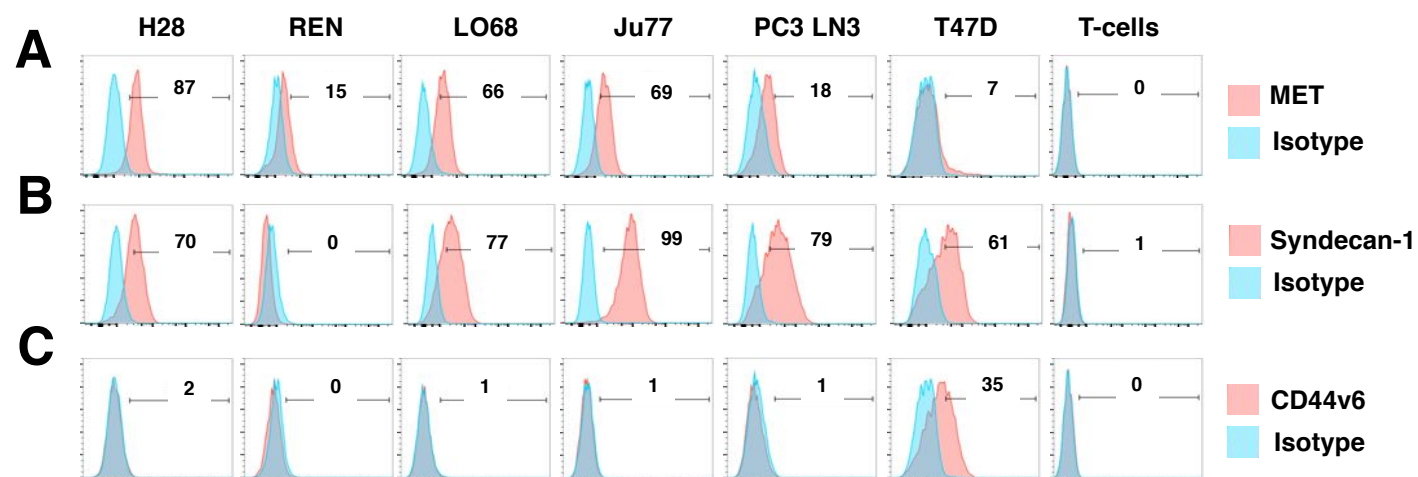 H28 REN LO68 Ju77 PC3 LN3 T47D T-cells
A
87 15 66 69 18 7 0
MET
Isotype
B
70 0 77 99 79 61 1
Syndecan-1
Isotype
C
2 0 1 1 1 35 0
CD44v6
Isotype